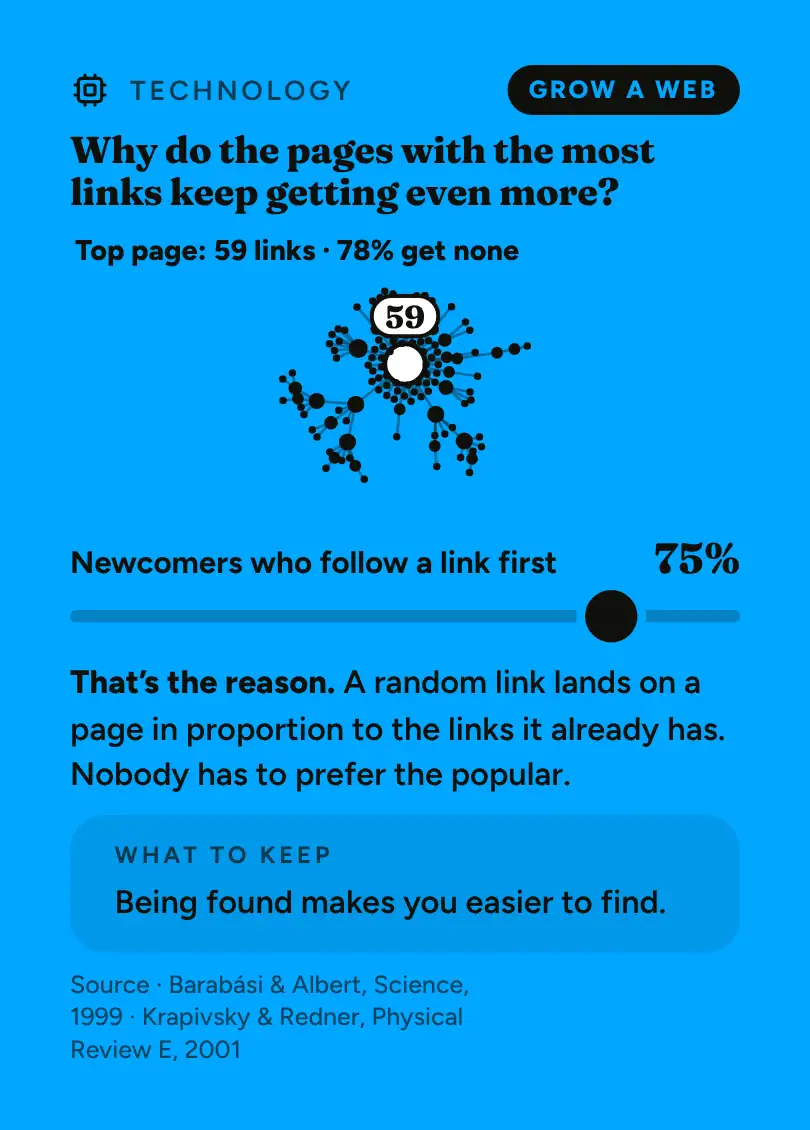 TECHNOLOGY
GROW A WEB
Why do the pages with the most
links keep getting even more?
Top page: 59 links · 78% get none
59
Newcomers who follow a link first
75%
That’s the reason. A random link lands on a
page in proportion to the links it already has.
Nobody has to prefer the popular.
WHAT TO KEEP
Being found makes you easier to find.
Source · Barabási & Albert, Science,
1999 · Krapivsky & Redner, Physical
Review E, 2001